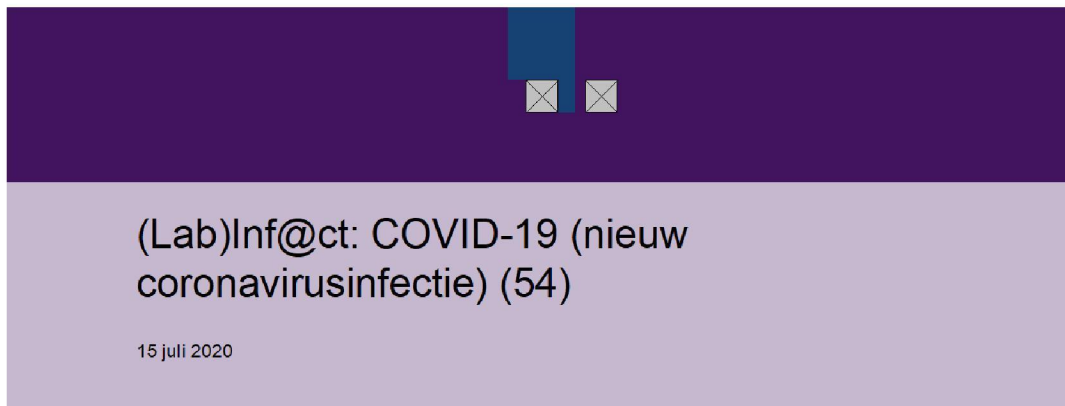 (Lab)Inf@ct: COVID-19 (nieuw
coronavirusinfectie) (54)
15 juli 2020